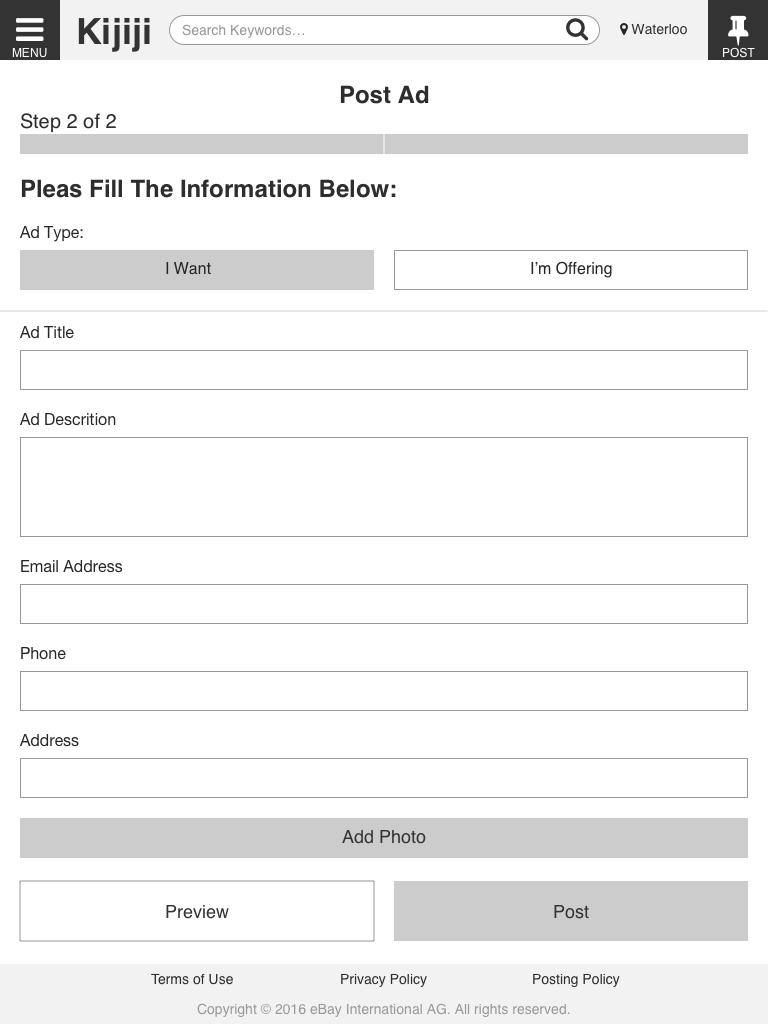 MENU
Kijiji
Search Keywords...
Waterloo
POST
Post Ad
Step 2 of 2
Pleas Fill The Information Below:
Ad Type:
I Want
I'm Offering
Ad Title
Ad Descrition
Email Address
Phone
Address
Add Photo
Preview
Post
Terms of Use
Privacy Policy
Posting Policy
Copyright © 2016 eBay International AG. All rights reserved.